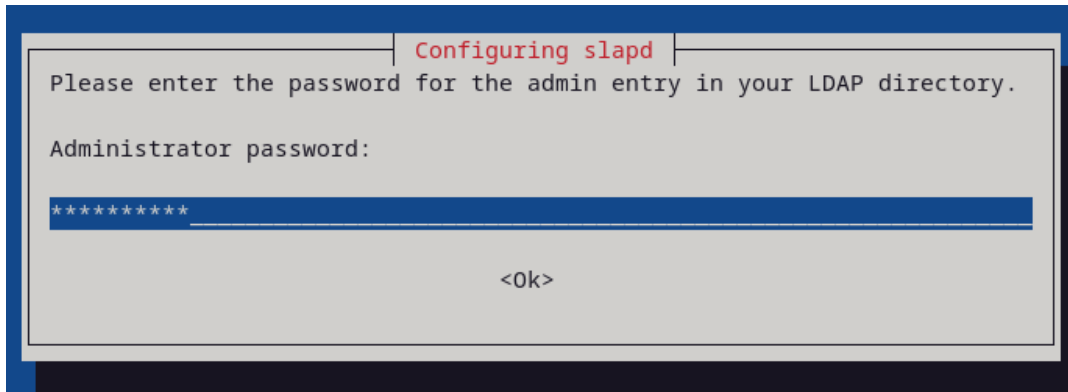 Configuring slapd
Please enter the password for the admin entry in your LDAP directory.
Administrator password:
**********
<Ok>